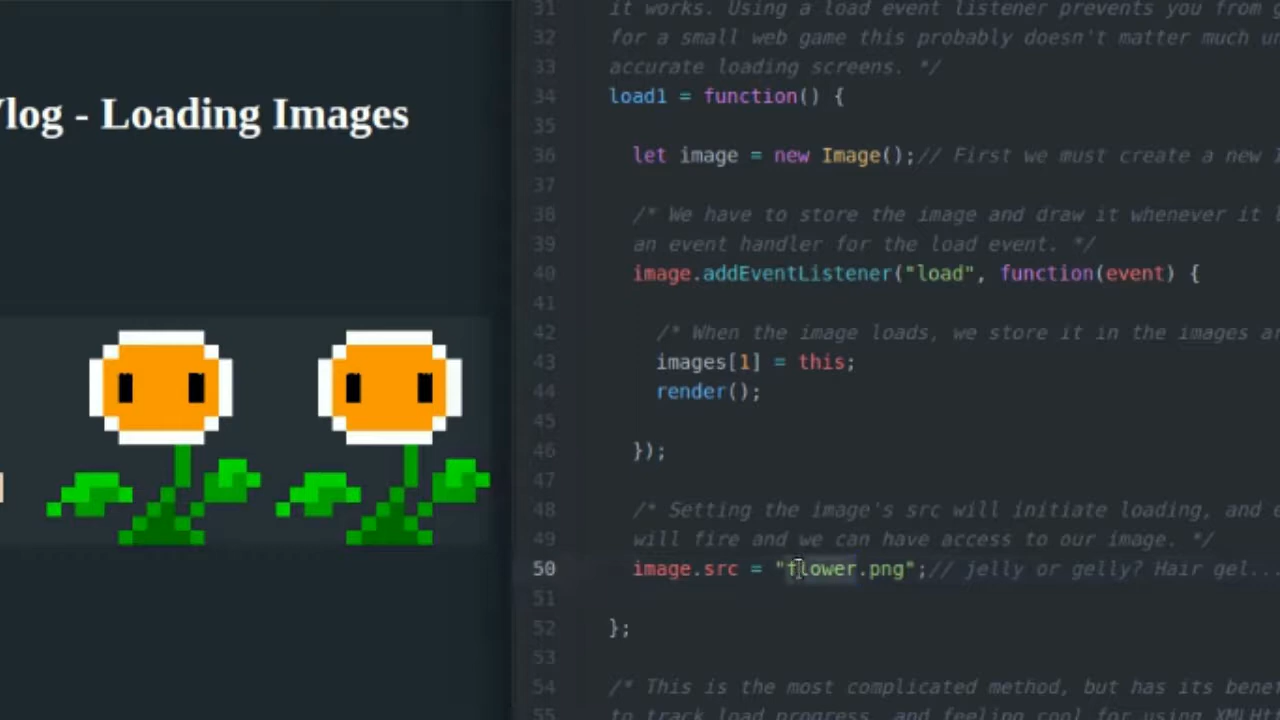 Vlog - Loading Images
31 it works. Using a load event listener prevents you from
32 for a small web game this probably doesn't matter much
33 accurate loading screens. */
34 load1 = function() {
35
36 let image = new Image();// First we must create a new
37
38 /* We have to store the image and draw it whenever it
39 an event handler for the load event. */
40 image.addEventListener("load", function(event) {
41
42 /* When the image loads, we store it in the images
43 images[1] = this;
44 render();
45
46 });
47
48 /* Setting the image's src will initiate loading, and
49 will fire and we can have access to our image. */
50 image.src = "flower.png";// jelly or gelly? Hair gel...
51
52 };
53
54 /* This is the most complicated method, but has its
55 to track load progress, and feeling cool for using